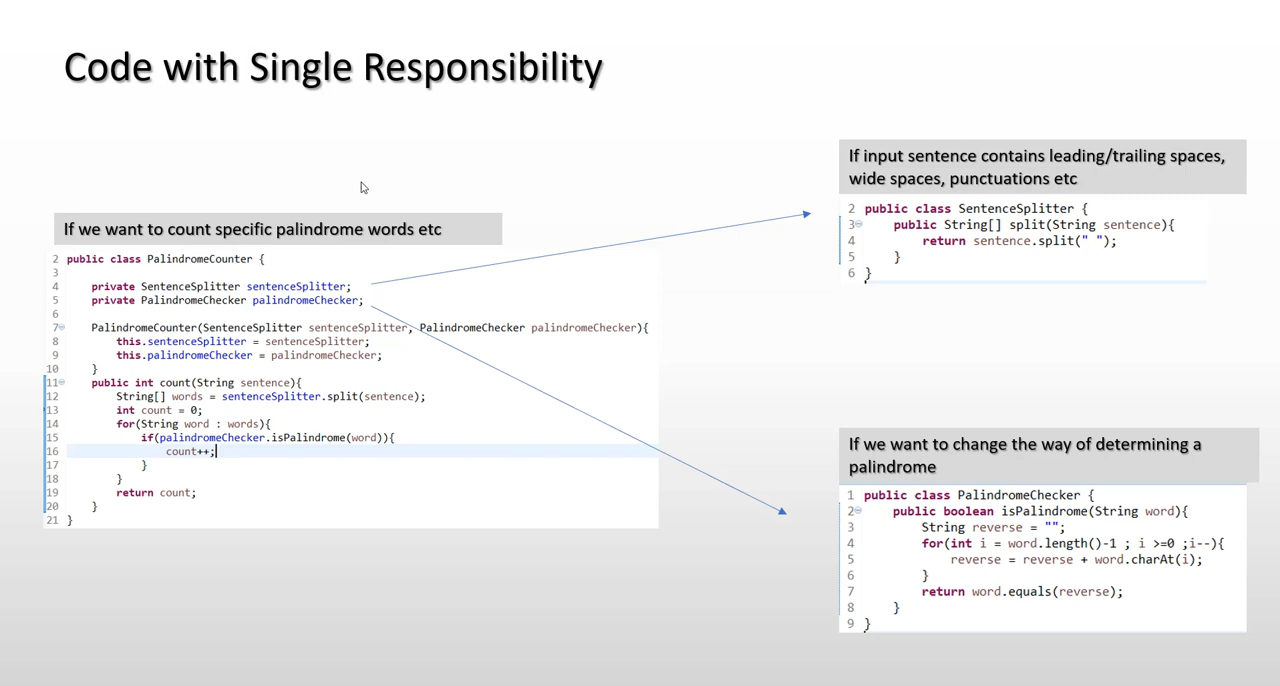 Code with Single Responsibility
If we want to count specific palindrome words etc
2 public class PalindromeCounter {
3
4 private SentenceSplitter sentenceSplitter;
5 private PalindromeChecker palindromeChecker;
6
7 PalindromeCounter(SentenceSplitter sentenceSplitter, PalindromeChecker palindromeChecker){
8 this.sentenceSplitter = sentenceSplitter;
9 this.palindromeChecker = palindromeChecker;
10 }
11 public int count(String sentence){
12 String[] words = sentenceSplitter.split(sentence);
13 int count = 0;
14 for(String word : words){
15 if(palindromeChecker.isPalindrome(word)){
16 count++;
17 }
18 }
19 return count;
20 }
21 }
If input sentence contains leading/trailing spaces,
wide spaces, punctuations etc
2 public class SentenceSplitter {
3 public String[] split(String sentence){
4 return sentence.split(" ");
5 }
6 }
If we want to change the way of determining a
palindrome
1 public class PalindromeChecker {
2 public boolean isPalindrome(String word){
3 String reverse = "";
4 for(int i = word.length()-1 ; i >=0 ;i--){
5 reverse = reverse + word.charAt(i);
6 }
7 return word.equals(reverse);
8 }
9 }